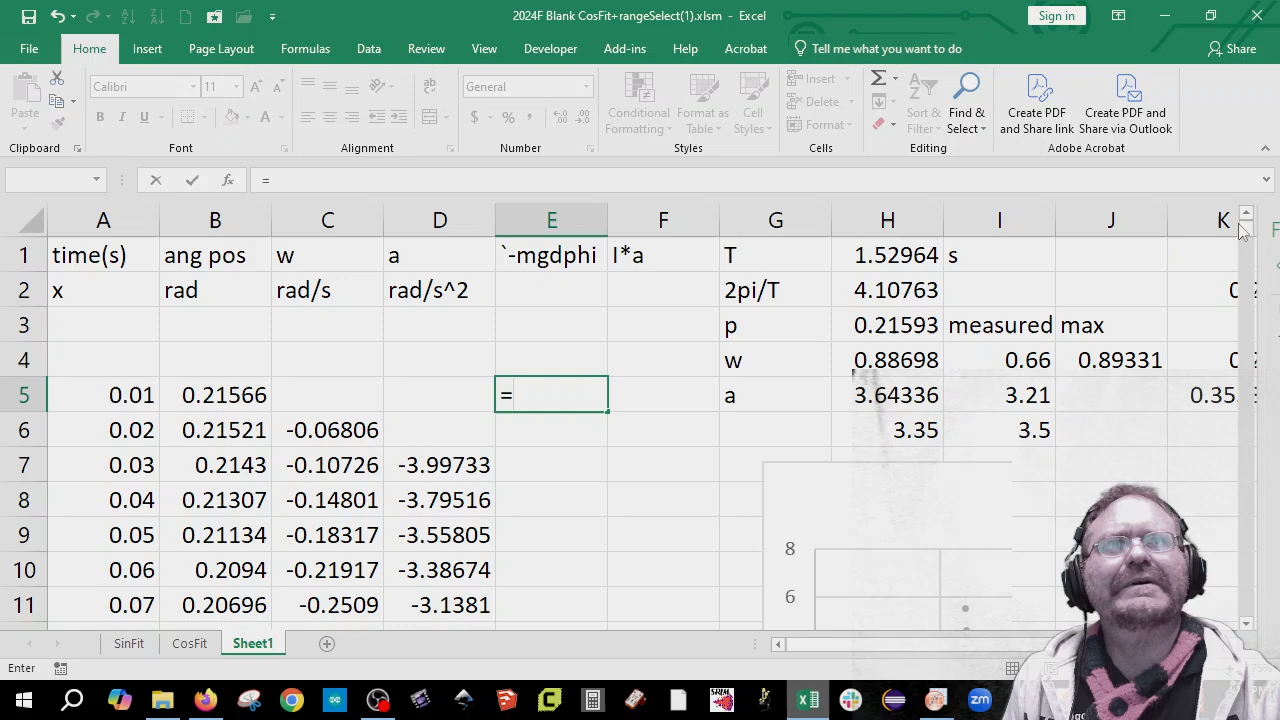 2024F Blank CosFit+rangeSelect(1).xlsm - Excel
Sign in
File Home Insert Page Layout Formulas Data Review View Developer Add-ins Help Acrobat Tell me what you want to do Share
Paste
Calibri 11
General
Conditional Formatting
Format as Table
Cell Styles
Insert
Delete
Format
Sort & Filter
Find & Select
Create PDF and Share link
Create PDF and Share via Outlook
Clipboard Font Alignment Number Styles Cells Editing Adobe Acrobat
=
A B C D E F G H I J K
1 time(s) ang pos w a `-mgdphi I*a T 1.52964 s
2 x rad rad/s rad/s^2 2pi/T 4.10763
3 p 0.21593 measured max
4 w 0.88698 0.66 0.89331
5 0.01 0.21566 = a 3.64336 3.21
6 0.02 0.21521 -0.06806 3.35 3.5
7 0.03 0.2143 -0.10726 -3.99733
8 0.04 0.21307 -0.14801 -3.79516
9 0.05 0.21134 -0.18317 -3.55805
10 0.06 0.2094 -0.21917 -3.38674
11 0.07 0.20696 -0.2509 -3.1381
8
6
SinFit CosFit Sheet1
Enter